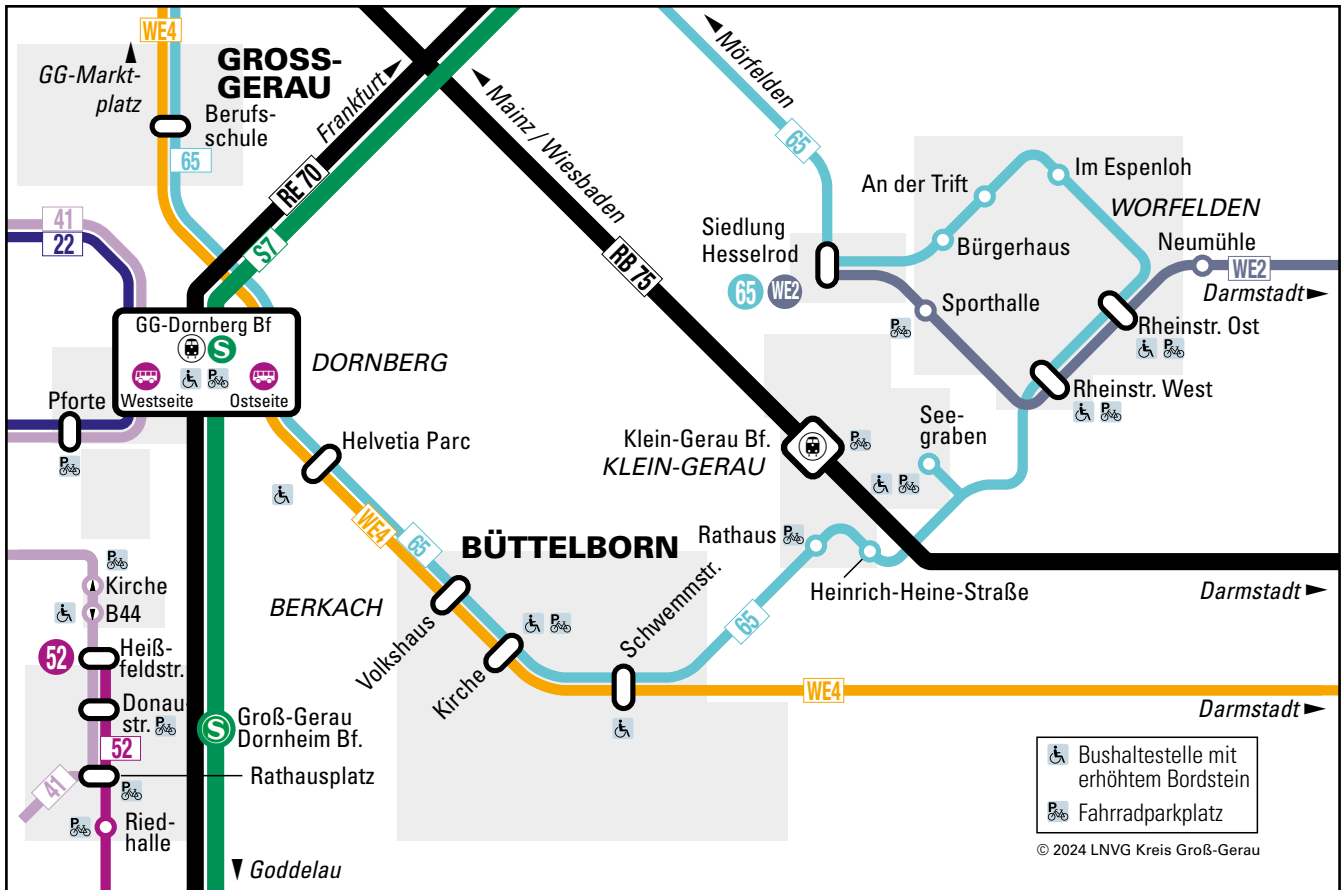 WE4
GG-Markt-
platz
GROSS-
GERAU
Berufs-
schule
65
Frankfurt
RE 70
S7
Mainz / Wiesbaden
RB 75
Mörfelden
65
An der Trift
Im Espenloh
WORFELDEN
Siedlung
Hesselrod
65
WE2
Bürgerhaus
Neumühle
WE2
Darmstadt
Sporthalle
P
Rheinstr. Ost
P
Rheinstr. West
P
41
22
GG-Dornberg Bf
S
P
Westseite
Ostseite
DORNBERG
Pforte
P
Helvetia Parc
Klein-Gerau Bf.
KLEIN-GERAU
P
See-
graben
P
WE4
65
BÜTTELBORN
Rathaus
P
Heinrich-Heine-Straße
Darmstadt
BERKACH
Volkshaus
Kirche
P
Schwemmstr.
65
WE4
Darmstadt
P
Kirche
B44
52
Heiß-
feldstr.
Donau-
str.
P
52
S
Groß-Gerau
Dornheim Bf.
41
Rathausplatz
P
P
Ried-
halle
Goddelau
Bushaltestelle mit
erhöhtem Bordstein
P
Fahrradparkplatz
© 2024 LNVG Kreis Groß-Gerau